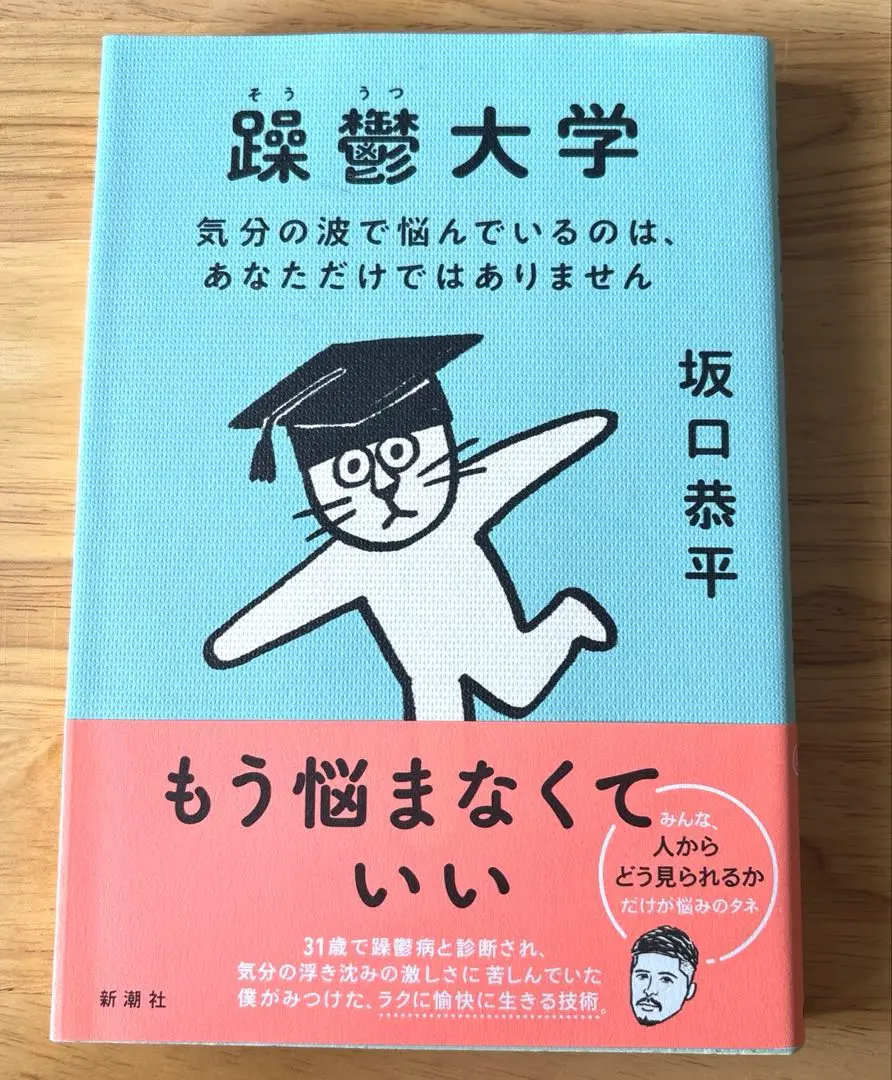 そう うつ
躁鬱大学
気分の波で悩んでいるのは、
あなただけではありません
坂口恭平
もう悩まなくて
いい
みんな、
人から
どう見られるか
だけが悩みのタネ
31歳で躁鬱病と診断され、
気分の浮き沈みの激しさに苦しんでいた
僕がみつけた、ラクに愉快に生きる技術。
新潮社